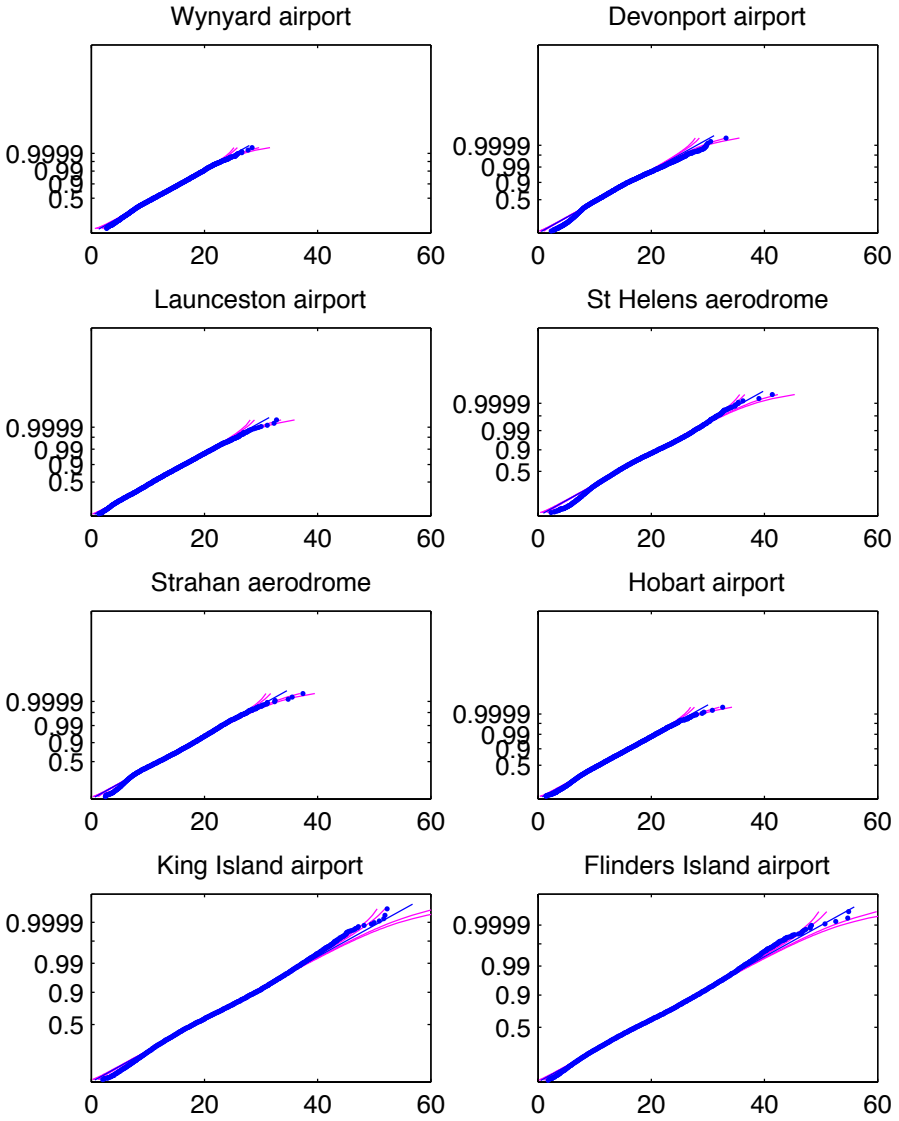 Wynyard airport
0.9999
0.99
0.9
0.5
0 20 40 60
Devonport airport
0.9999
0.99
0.9
0.5
0 20 40 60
Launceston airport
0.9999
0.99
0.9
0.5
0 20 40 60
St Helens aerodrome
0.9999
0.99
0.9
0.5
0 20 40 60
Strahan aerodrome
0.9999
0.99
0.9
0.5
0 20 40 60
Hobart airport
0.9999
0.99
0.9
0.5
0 20 40 60
King Island airport
0.9999
0.99
0.9
0.5
0 20 40 60
Flinders Island airport
0.9999
0.99
0.9
0.5
0 20 40 60